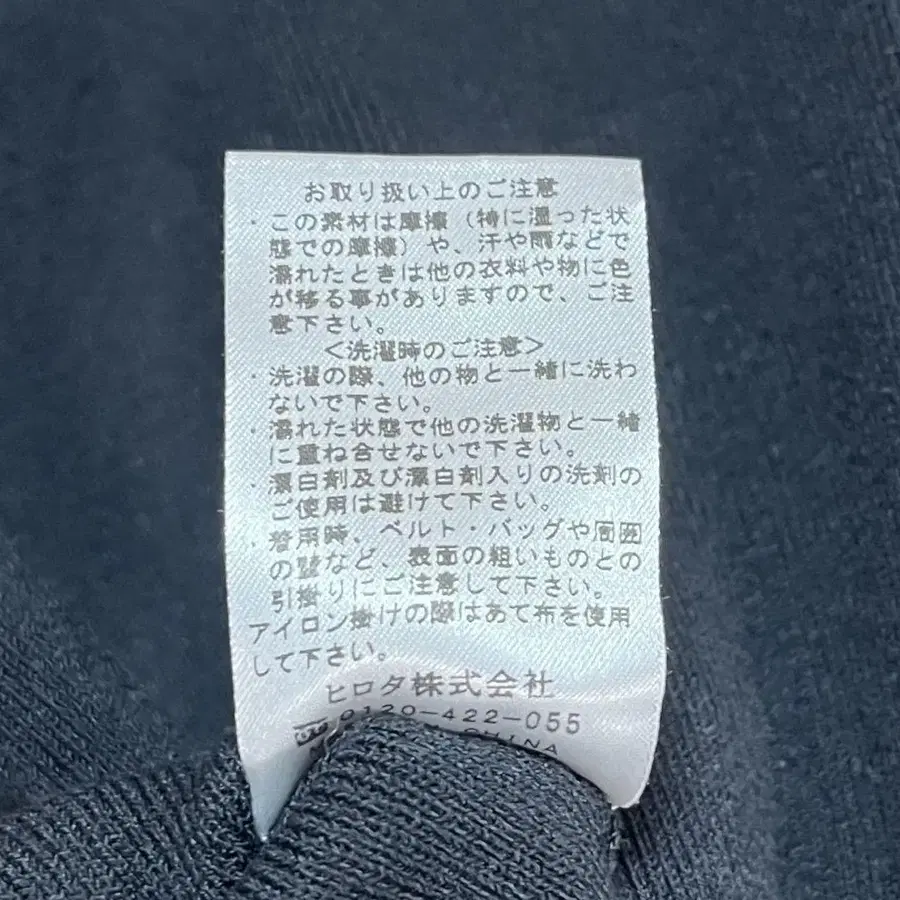 お取り扱い上のご注意
・この素材は摩擦(特に湿った状
態での摩擦)や、汗や雨などで
濡れたときは他の衣料や物に色
が移る事がありますので、ご注
意下さい。
<洗濯時のご注意>
・洗濯の際、他の物と一緒に洗わ
ないで下さい。
・濡れた状態で他の洗濯物と一緒
に重ね合せないで下さい。
・漂白剤及び漂白剤入りの洗剤の
ご使用は避けて下さい。
・着用時、ベルト・バッグや周囲
の壁など、表面の粗いものとの
引掛りにご注意して下さい。
アイロン掛けの際はあて布を使用
して下さい。
ヒロタ株式会社
0120-422-055
CHINA